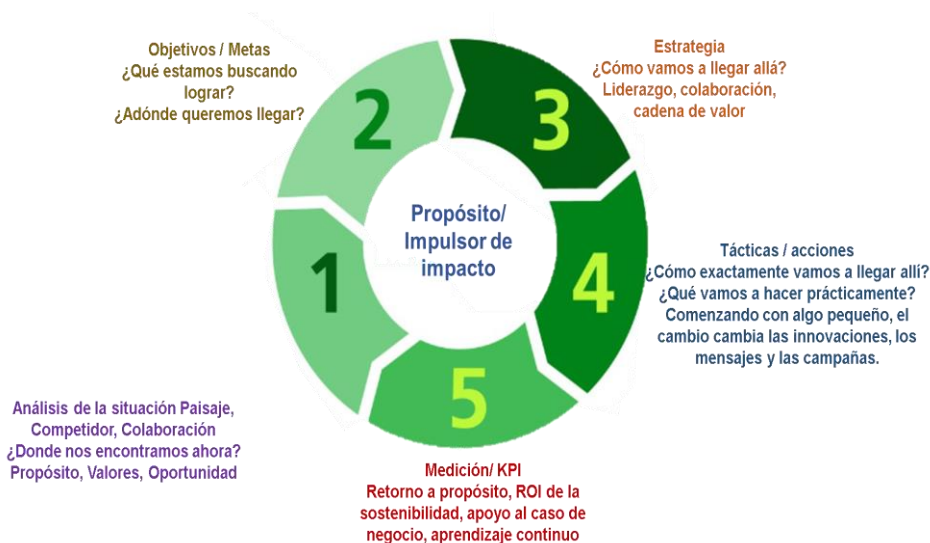 Objetivos / Metas
¿Qué estamos buscando
lograr?
¿Adónde queremos llegar?
Estrategia
¿Cómo vamos a llegar allá?
Liderazgo, colaboración,
cadena de valor
2
3
Propósito/
Impulsor de
impacto
1
4
Tácticas / acciones
¿Cómo exactamente vamos a llegar allí?
¿Qué vamos a hacer prácticamente?
Comenzando con algo pequeño, el
cambio cambia las innovaciones, los
mensajes y las campañas.
5
Análisis de la situación Paisaje,
Competidor, Colaboración
¿Donde nos encontramos ahora?
Propósito, Valores, Oportunidad
Medición/ KPI
Retorno a propósito, ROI de la
sostenibilidad, apoyo al caso de
negocio, aprendizaje continuo